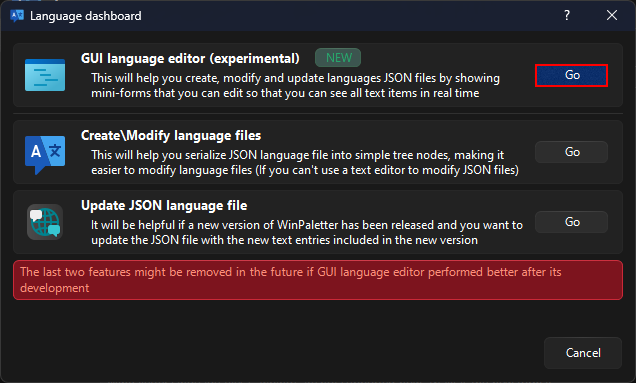 Language dashboard
?
GUI language editor (experimental) NEW
This will help you create, modify and update languages JSON files by showing
mini-forms that you can edit so that you can see all text items in real time
Go
Create\Modify language files
This will help you serialize JSON language file into simple tree nodes, making it
easier to modify language files (If you can't use a text editor to modify JSON files)
Go
Update JSON language file
It will be helpful if a new version of WinPaletter has been released and you want to
update the JSON file with the new text entries included in the new version
Go
The last two features might be removed in the future if GUI language editor performed better after its
development
Cancel